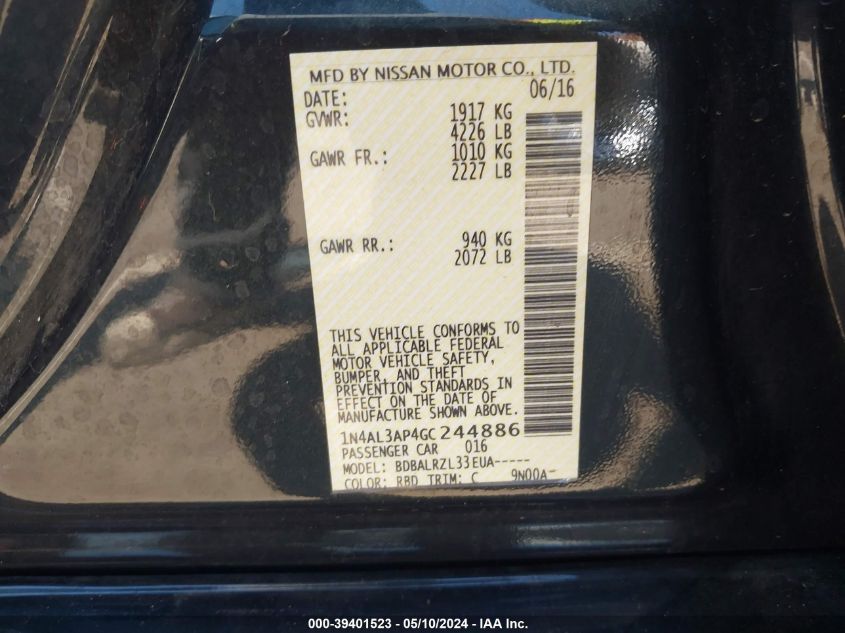 MFD BY NISSAN MOTOR CO., LTD.
DATE: 06/16
GVWR: 1917 KG
4226 LB
GAWR FR.: 1010 KG
2227 LB
GAWR RR.: 940 KG
2072 LB
THIS VEHICLE CONFORMS TO
ALL APPLICABLE FEDERAL
MOTOR VEHICLE SAFETY,
BUMPER, AND THEFT
PREVENTION STANDARDS IN
EFFECT ON THE DATE OF
MANUFACTURE SHOWN ABOVE.
1N4AL3AP4GC244886
PASSENGER CAR 016
MODEL: BDBALRZL33EUA-----
COLOR: RBD TRIM: C 9N00A-
000-39401523 — 05/10/2024 — IAA Inc.